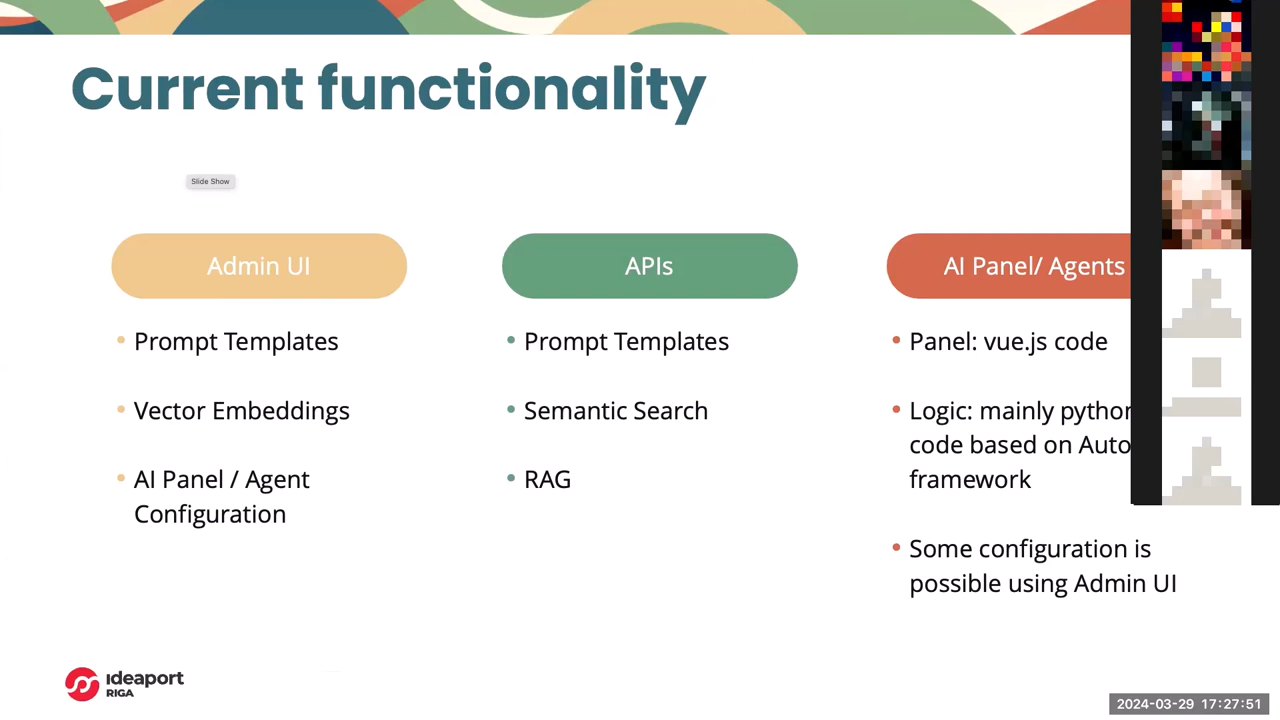 Current functionality
Slide Show
Admin UI
Prompt Templates
Vector Embeddings
AI Panel / Agent
Configuration
APIs
Prompt Templates
Semantic Search
RAG
AI Panel/ Agents
Panel: vue.js code
Logic: mainly python
code based on Auto
framework
Some configuration is
possible using Admin UI
ideaport
RIGA
2024-03-29 17:27:51